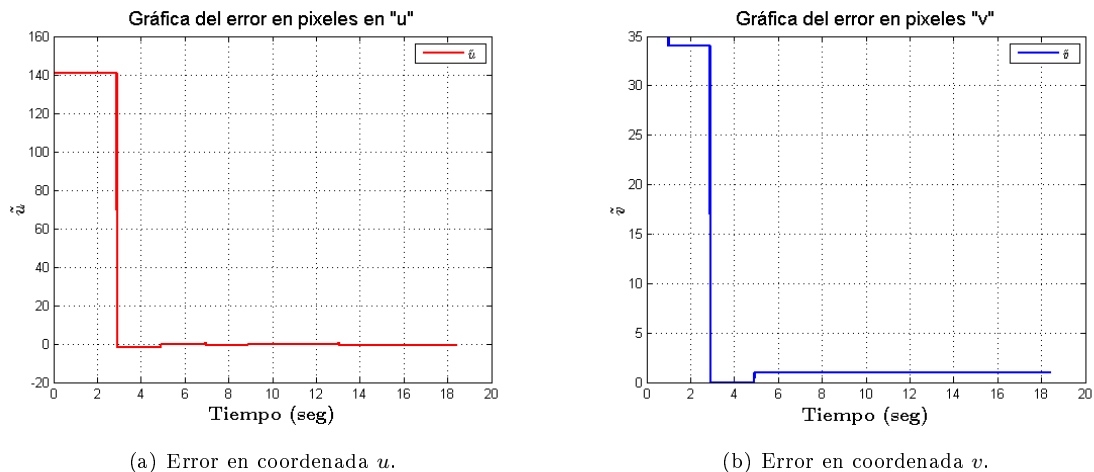 Gráfica del error en pixeles en "u"
160
140
120
100
80
60
40
20
0
-20
0 2 4 6 8 10 12 14 16 18 20
ũ
ũ
Tiempo (seg)
(a) Error en coordenada u.
Gráfica del error en pixeles "v"
35
30
25
20
15
10
5
0
0 2 4 6 8 10 12 14 16 18 20
ṽ
ṽ
Tiempo (seg)
(b) Error en coordenada v.